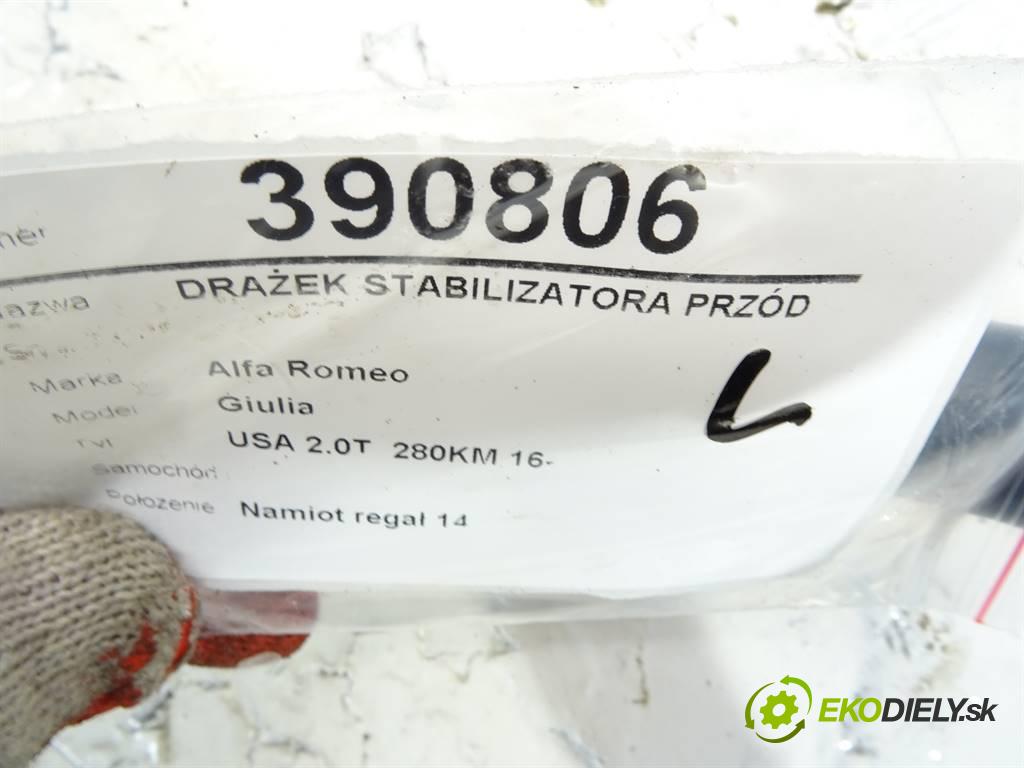 390806
DRAŻEK STABILIZATORA PRZÓD
Marka Alfa Romeo
Model Giulia
USA 2.0T 280KM 16-
samochód
Położenie Namiot regał 14
L
EKODIELY.sk